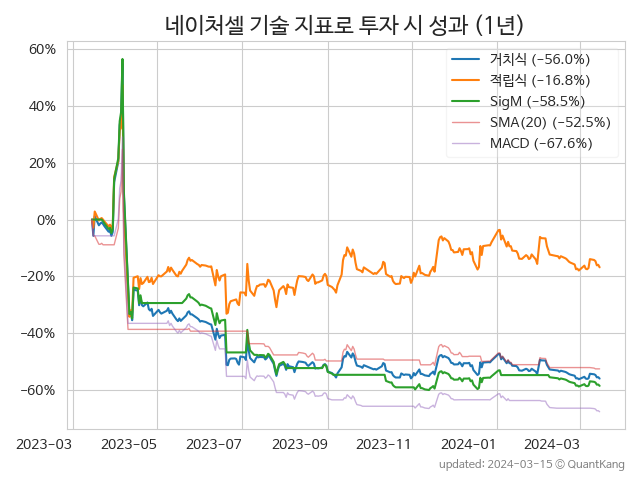 네이처셀 기술 지표로 투자 시 성과 (1년)
60%
40%
20%
0%
−20%
−40%
−60%
거치식 (−56.0%)
적립식 (−16.8%)
SigM (−58.5%)
SMA(20) (−52.5%)
MACD (−67.6%)
2023-03 2023-05 2023-07 2023-09 2023-11 2024-01 2024-03
updated: 2024-03-15 © QuantKang